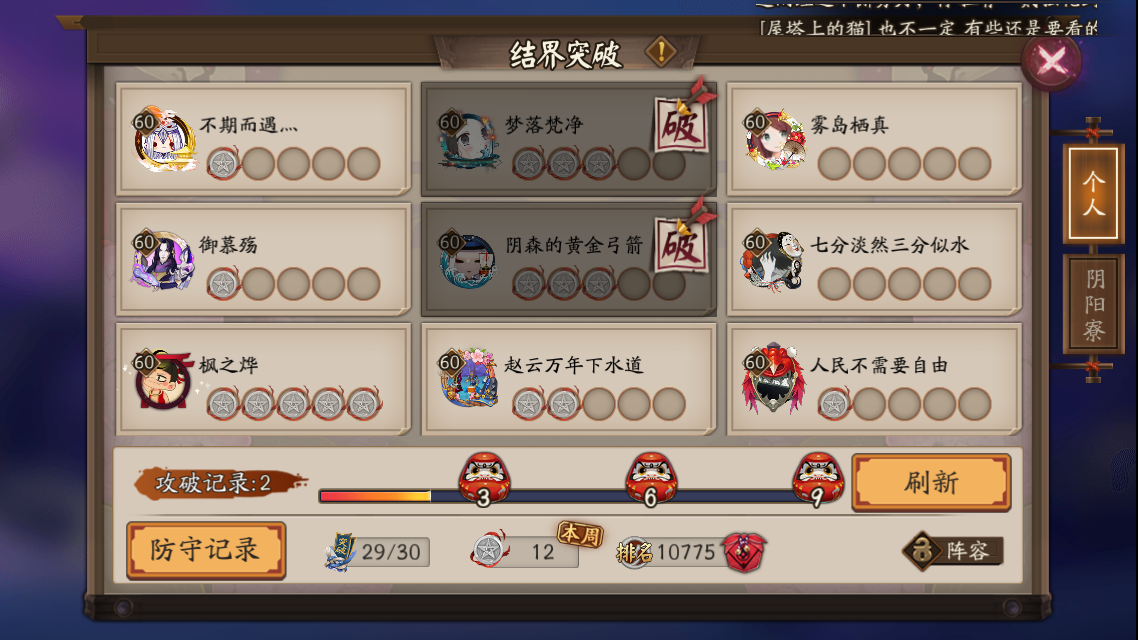 [屋塔上的猫] 也不一定 有些还是要看的
结界突破
60 不期而遇灬
60 梦落梵净 破
60 雾岛栖真
60 御慕殇
60 阴森的黄金弓箭 破
60 七分淡然三分似水
60 枫之烨
60 赵云万年下水道
60 人民不需要自由
个人
阴阳寮
攻破记录:2
3
6
9
刷新
防守记录
突破 29/30
12 本周
排名 10775
阵容